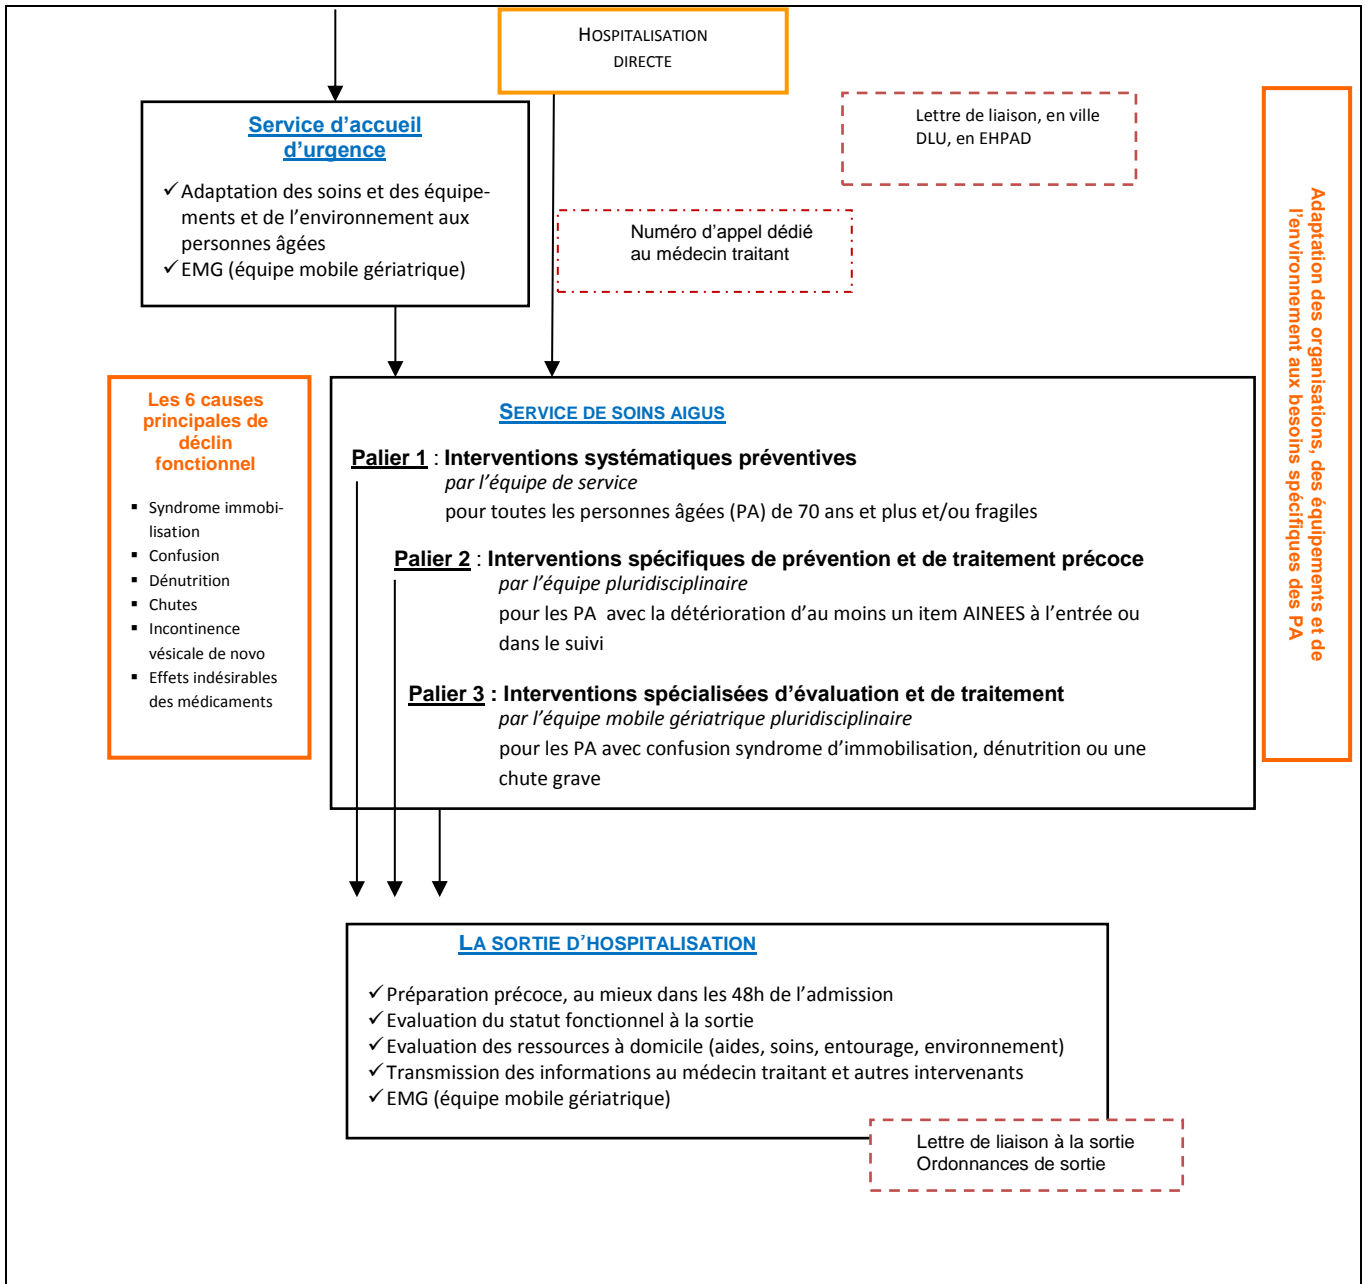 HOSPITALISATION
DIRECTE
Service d’accueil
d’urgence
✓ Adaptation des soins et des équipe-
ments et de l’environnement aux
personnes âgées
✓ EMG (équipe mobile gériatrique)
Lettre de liaison, en ville
DLU, en EHPAD
Numéro d’appel dédié
au médecin traitant
Adaptation des organisations, des équipements et de
l’environnement aux besoins spécifiques des PA
Les 6 causes
principales de
déclin
fonctionnel
▪ Syndrome immobi-
lisation
▪ Confusion
▪ Dénutrition
▪ Chutes
▪ Incontinence
vésicale de novo
▪ Effets indésirables
des médicaments
SERVICE DE SOINS AIGUS
Palier 1 : Interventions systématiques préventives
par l’équipe de service
pour toutes les personnes âgées (PA) de 70 ans et plus et/ou fragiles
Palier 2 : Interventions spécifiques de prévention et de traitement précoce
par l’équipe pluridisciplinaire
pour les PA avec la détérioration d’au moins un item AINEES à l’entrée ou
dans le suivi
Palier 3 : Interventions spécialisées d’évaluation et de traitement
par l’équipe mobile gériatrique pluridisciplinaire
pour les PA avec confusion syndrome d’immobilisation, dénutrition ou une
chute grave
LA SORTIE D’HOSPITALISATION
✓ Préparation précoce, au mieux dans les 48h de l’admission
✓ Evaluation du statut fonctionnel à la sortie
✓ Evaluation des ressources à domicile (aides, soins, entourage, environnement)
✓ Transmission des informations au médecin traitant et autres intervenants
✓ EMG (équipe mobile gériatrique)
Lettre de liaison à la sortie
Ordonnances de sortie